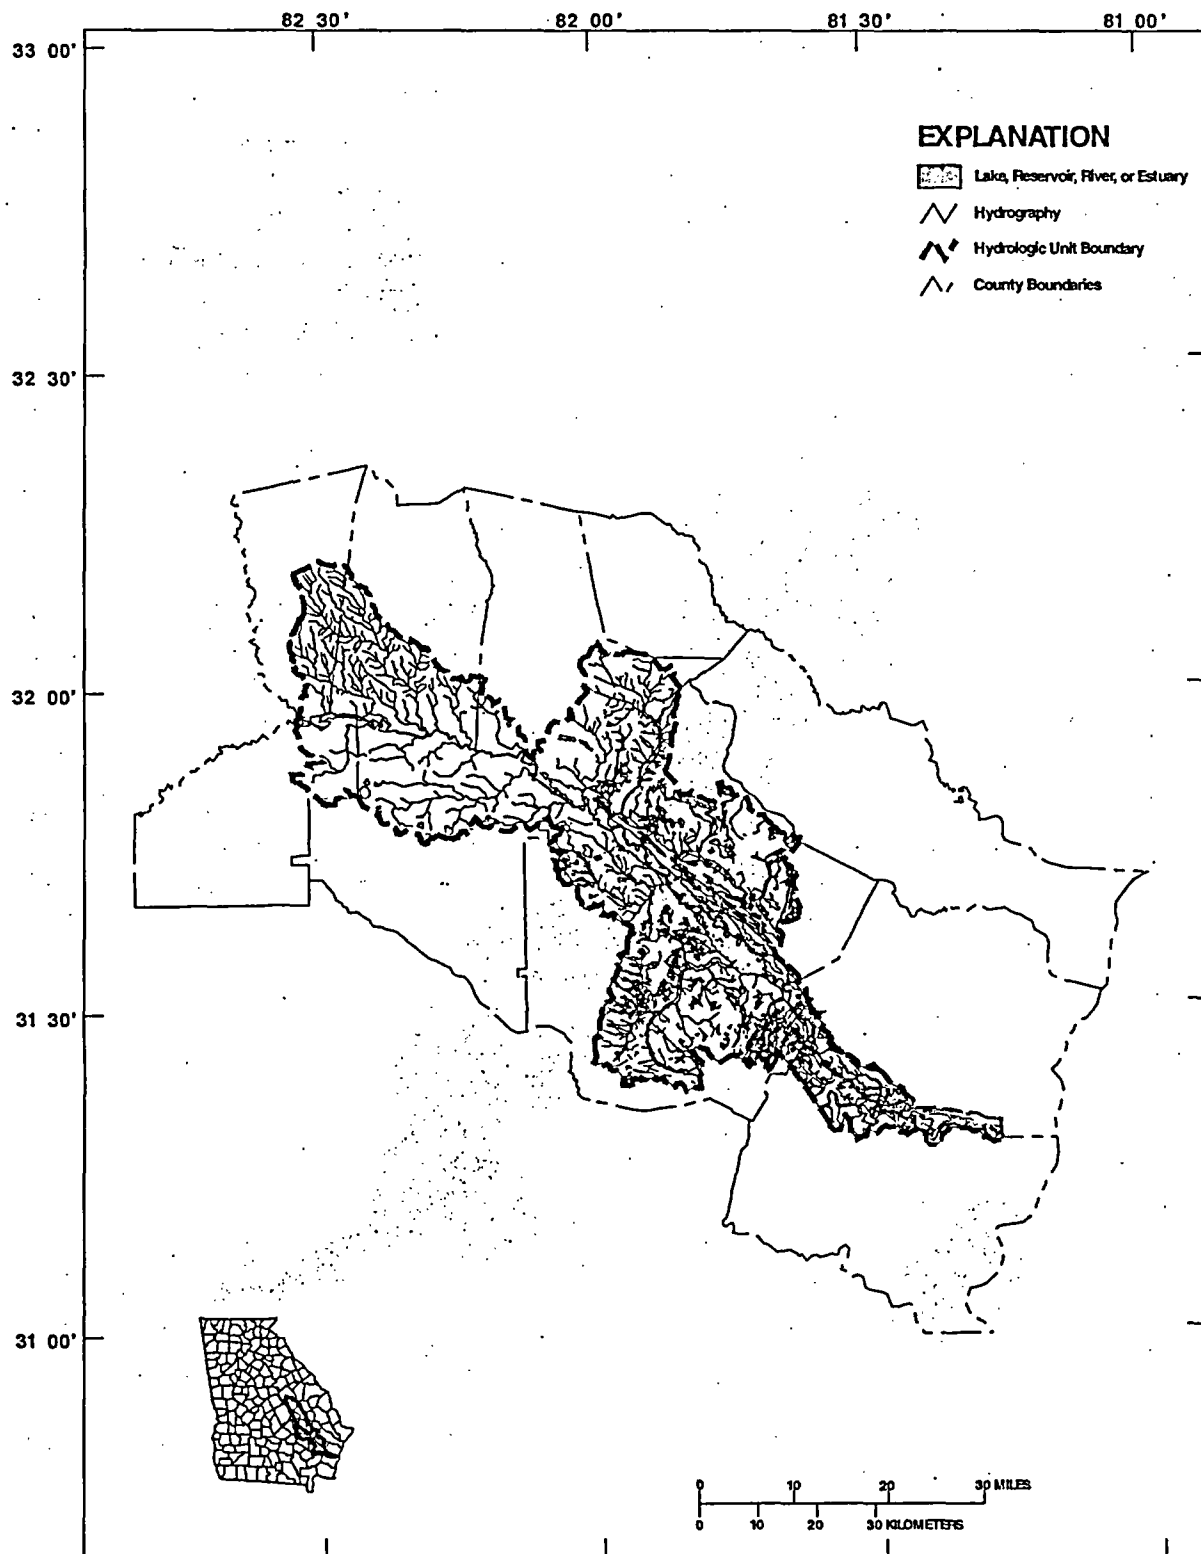 82 30' 82 00' 81 30' 81 00'
33 00'
EXPLANATION
Lake, Reservoir, River, or Estuary
Hydrography
Hydrologic Unit Boundary
County Boundaries
32 30'
32 00'
31 30'
31 00'
0 10 20 30 MILES
0 10 20 30 KILOMETERS